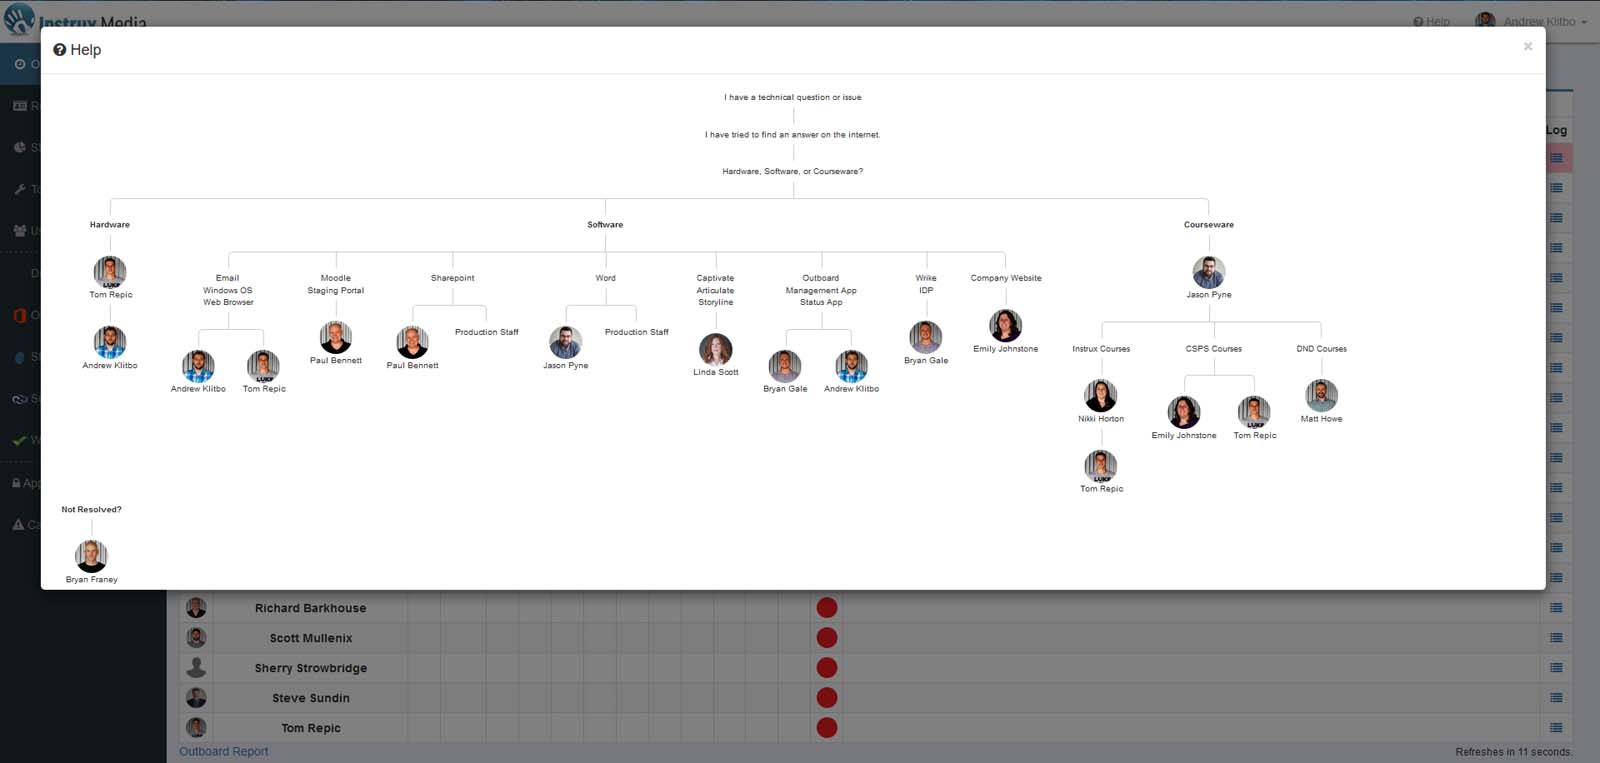 Instrux Media
Help
Andrew Klitbo
Help
×
I have a technical question or issue
I have tried to find an answer on the internet.
Hardware, Software, or Courseware?
Log
Hardware
Software
Courseware
Tom Repic
Andrew Klitbo
Email
Windows OS
Web Browser
Moodle
Staging Portal
Sharepoint
Word
Captivate
Articulate
Storyline
Outboard
Management App
Status App
Wrike
IDP
Company Website
Jason Pyne
Andrew Klitbo
Tom Repic
Paul Bennett
Paul Bennett
Production Staff
Jason Pyne
Production Staff
Linda Scott
Bryan Gale
Andrew Klitbo
Bryan Gale
Emily Johnstone
Instrux Courses
CSPS Courses
DND Courses
Nikki Horton
Tom Repic
Emily Johnstone
Tom Repic
Matt Howe
Not Resolved?
Bryan Franey
Richard Barkhouse
Scott Mullenix
Sherry Strowbridge
Steve Sundin
Tom Repic
Outboard Report
Refreshes in 11 seconds.